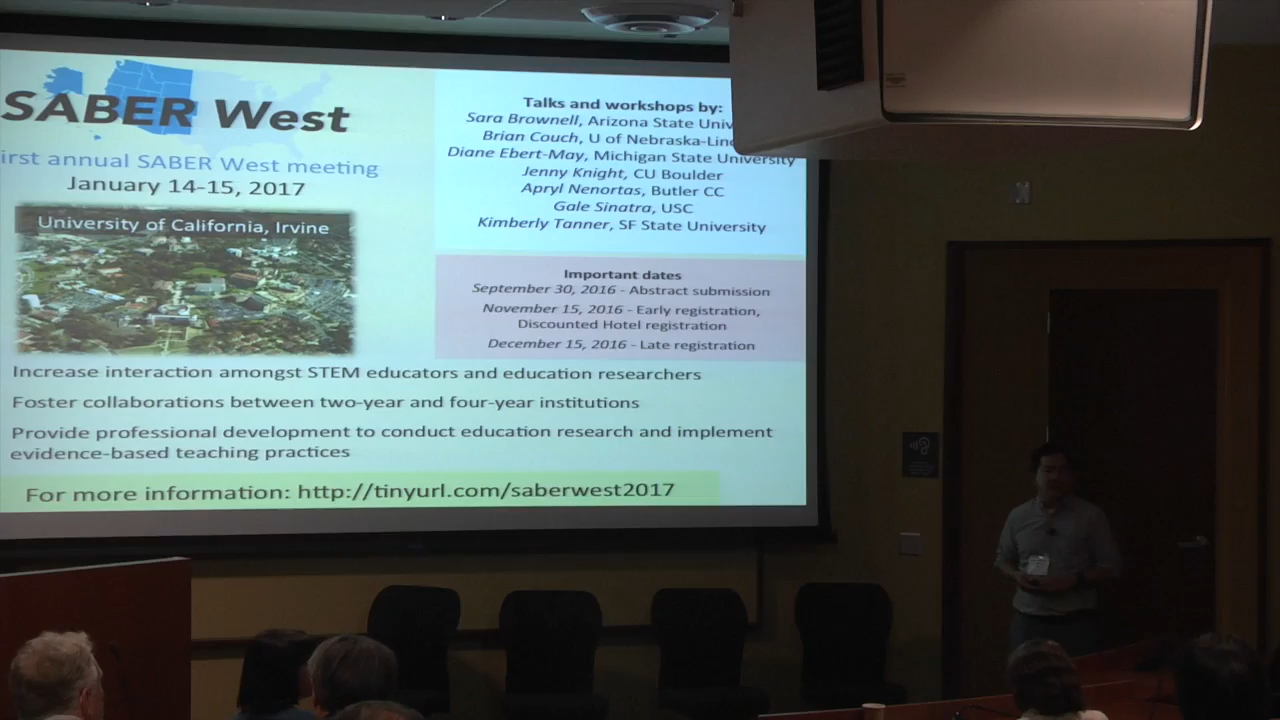 SABER West
irst annual SABER West meeting
January 14-15, 2017
University of California, Irvine
Talks and workshops by:
Sara Brownell, Arizona State
Brian Couch, U of
Diane Ebert-May, Michigan State University
Jenny Knight, CU Boulder
Apryl Nenortas, Butler CC
Gale Sinatra, USC
Kimberly Tanner, SF State University
Important dates
September 30, 2016 - Abstract submission
November 15, 2016 - Early registration,
Discounted Hotel registration
December 15, 2016 - Late registration
Increase interaction amongst STEM educators and education researchers
Foster collaborations between two-year and four-year institutions
Provide professional development to conduct education research and implement
evidence-based teaching practices
For more information: http://tinyurl.com/saberwest2017